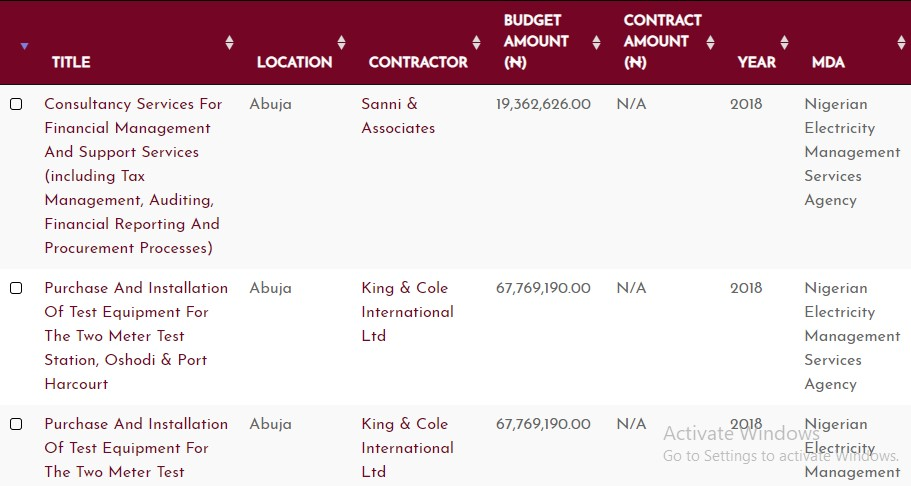 TITLE LOCATION CONTRACTOR BUDGET AMOUNT (₦) CONTRACT AMOUNT (₦) YEAR MDA
Consultancy Services For Abuja Sanni & 19,362,626.00 N/A 2018 Nigerian
Financial Management Associates Electricity
And Support Services Management
(including Tax Services
Management, Auditing, Agency
Financial Reporting And
Procurement Processes)
Purchase And Installation Abuja King & Cole 67,769,190.00 N/A 2018 Nigerian
Of Test Equipment For International Electricity
The Two Meter Test Ltd Management
Station, Oshodi & Port Services
Harcourt Agency
Purchase And Installation Abuja King & Cole 67,769,190.00 N/A 2018 Nigerian
Of Test Equipment For International Electricity
The Two Meter Test Ltd Management
Activate Windows
Go to Settings to activate Windows.